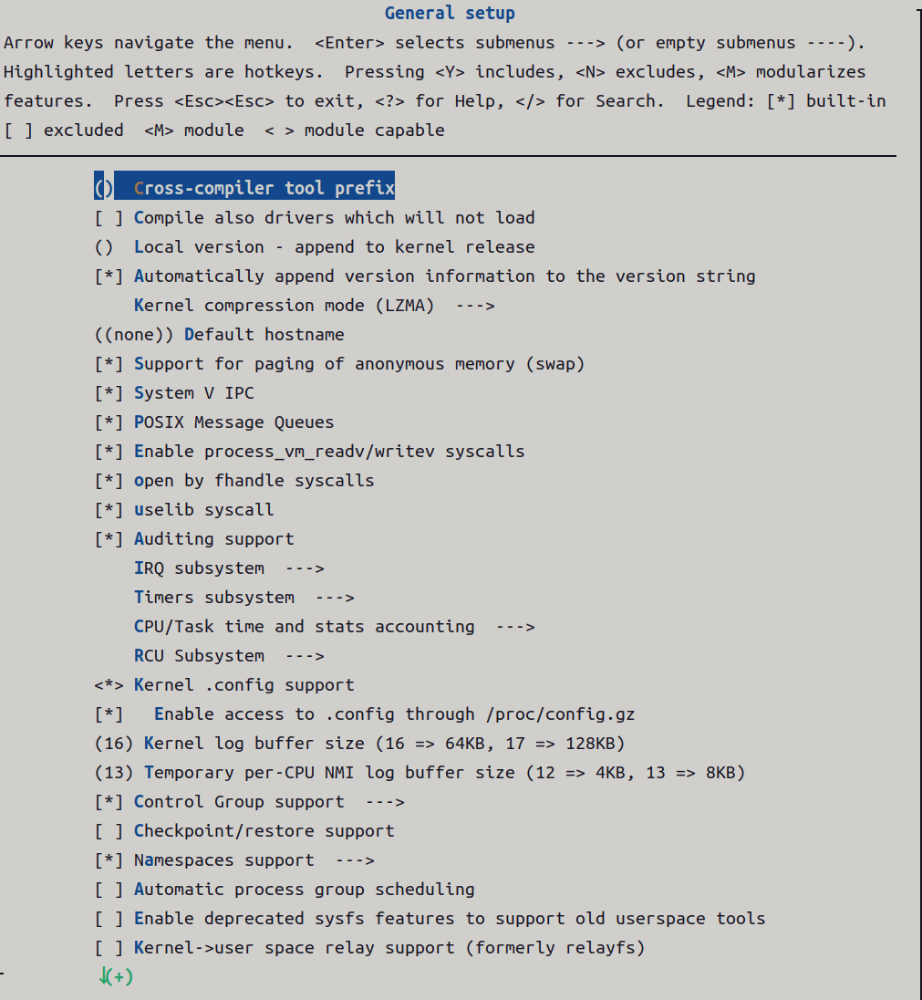 General setup
Arrow keys navigate the menu.  <Enter> selects submenus ---> (or empty submenus ----).
Highlighted letters are hotkeys.  Pressing <Y> includes, <N> excludes, <M> modularizes
features.  Press <Esc><Esc> to exit, <?> for Help, </> for Search.  Legend: [*] built-in
[ ] excluded  <M> module  < > module capable
()  Cross-compiler tool prefix
[ ] Compile also drivers which will not load
()  Local version - append to kernel release
[*] Automatically append version information to the version string
    Kernel compression mode (LZMA)  --->
((none)) Default hostname
[*] Support for paging of anonymous memory (swap)
[*] System V IPC
[*] POSIX Message Queues
[*] Enable process_vm_readv/writev syscalls
[*] open by fhandle syscalls
[*] uselib syscall
[*] Auditing support
    IRQ subsystem  --->
    Timers subsystem  --->
    CPU/Task time and stats accounting  --->
    RCU Subsystem  --->
<*> Kernel .config support
[*]   Enable access to .config through /proc/config.gz
(16) Kernel log buffer size (16 => 64KB, 17 => 128KB)
(13) Temporary per-CPU NMI log buffer size (12 => 4KB, 13 => 8KB)
[*] Control Group support  --->
[ ] Checkpoint/restore support
[*] Namespaces support  --->
[ ] Automatic process group scheduling
[ ] Enable deprecated sysfs features to support old userspace tools
[ ] Kernel->user space relay support (formerly relayfs)
↓(+)